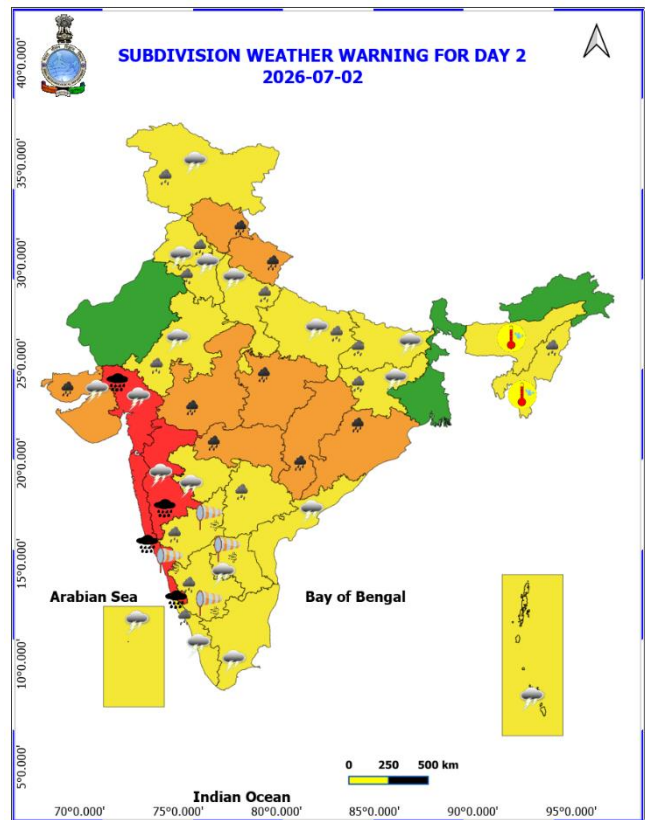 SUBDIVISION WEATHER WARNING FOR DAY 2
2026-07-02
40°0.000'
35°0.000'
30°0.000'
25°0.000'
20°0.000'
15°0.000'
10°0.000'
5°0.000'
Arabian Sea
Bay of Bengal
0 250 500 km
Indian Ocean
70°0.000' 75°0.000' 80°0.000' 85°0.000' 90°0.000' 95°0.000'